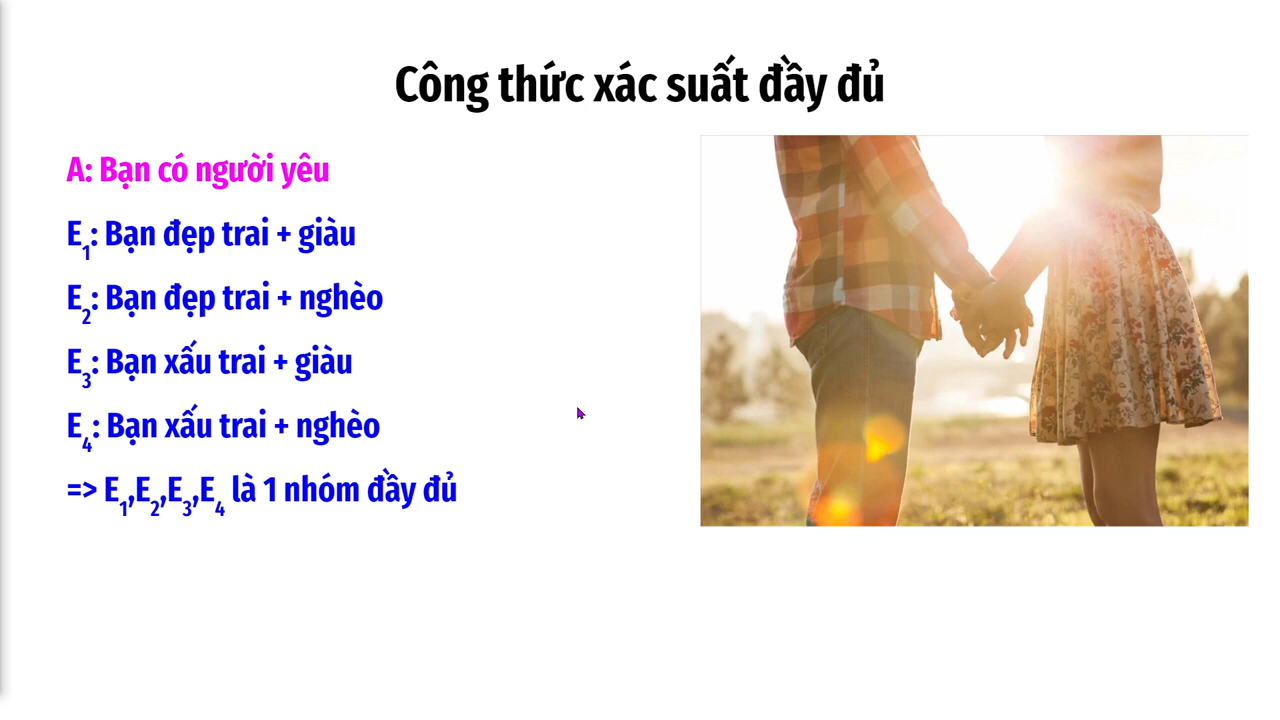 Công thức xác suất đầy đủ
A: Bạn có người yêu
E₁: Bạn đẹp trai + giàu
E₂: Bạn đẹp trai + nghèo
E₃: Bạn xấu trai + giàu
E₄: Bạn xấu trai + nghèo
=> E₁,E₂,E₃,E₄ là 1 nhóm đầy đủ